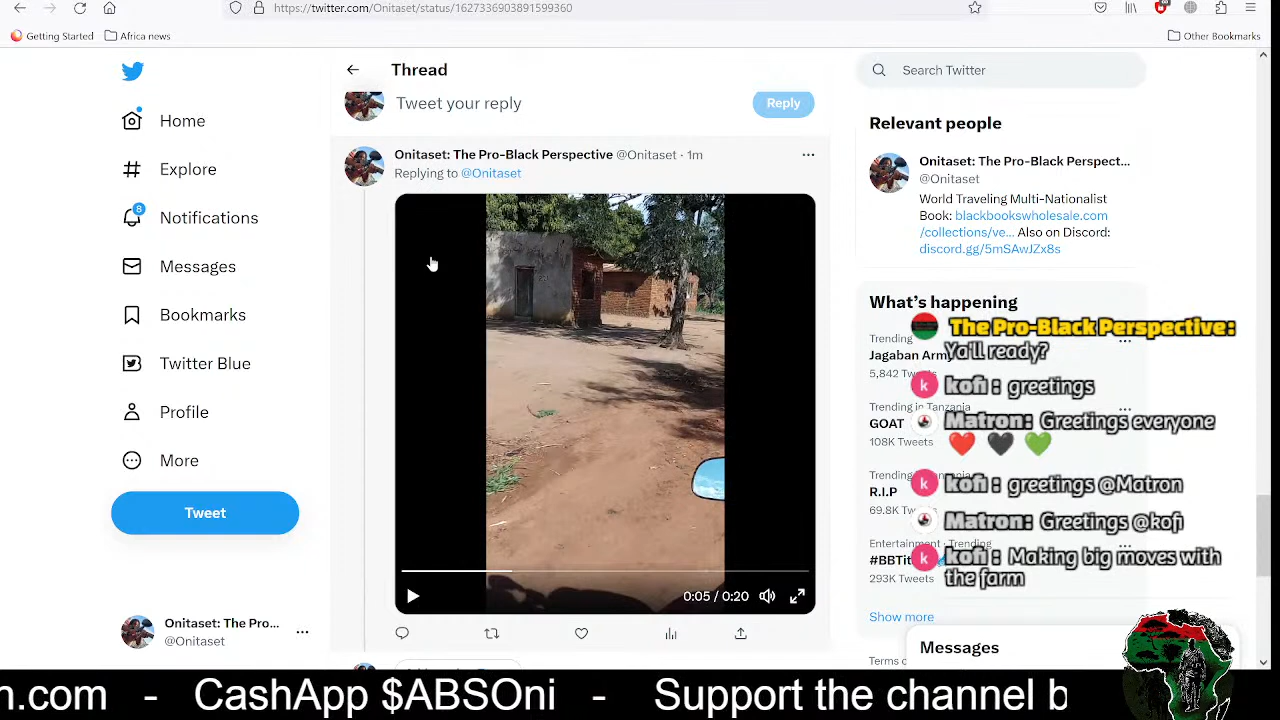 https://twitter.com/Onitaset/status/1627336903891599360
Getting Started
Africa news
Other Bookmarks
Home
Explore
8
Notifications
Messages
Bookmarks
Twitter Blue
Profile
More
Tweet
Onitaset: The Pro...
@Onitaset
Thread
Tweet your reply
Reply
Onitaset: The Pro-Black Perspective @Onitaset · 1m
Replying to @Onitaset
0:05 / 0:20
Search Twitter
Relevant people
Onitaset: The Pro-Black Perspect...
@Onitaset
World Traveling Multi-Nationalist
Book: blackbookswholesale.com
/collections/ve... Also on Discord:
discord.gg/5mSAwJZx8s
What's happening
Trending
Jagaban Arm
5,842 Tweets
Trending in Tanzania
GOAT
108K Tweets
R.I.P
69.8K Tweets
Entertainment · Trending
#BBTit
293K Tweets
Show more
Terms o
Messages
The Pro-Black Perspective:
Ya'll ready?
kofi : greetings
Matron: Greetings everyone
kofi : greetings @Matron
Matron: Greetings @kofi
kofi : Making big moves with
the farm
n.com - CashApp $ABSOni - Support the channel b